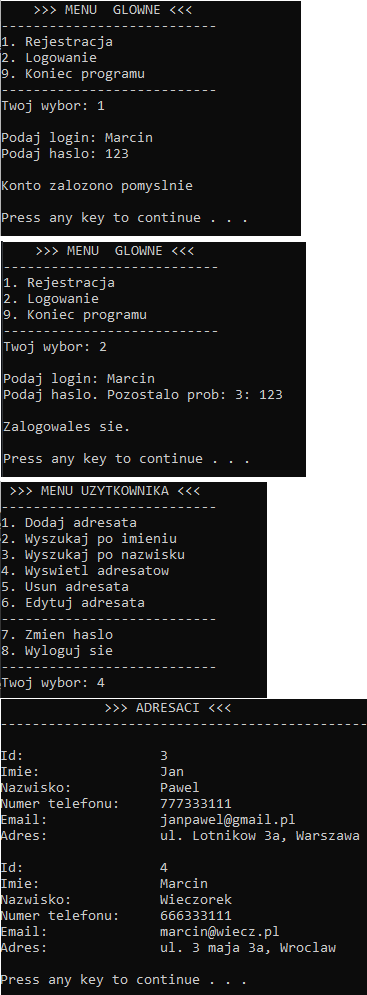 >>> MENU  GLOWNE <<<
---------------------------
1. Rejestracja
2. Logowanie
9. Koniec programu
---------------------------
Twoj wybor: 1
Podaj login: Marcin
Podaj haslo: 123
Konto zalozono pomyslnie
Press any key to continue . . .
>>> MENU  GLOWNE <<<
---------------------------
1. Rejestracja
2. Logowanie
9. Koniec programu
---------------------------
Twoj wybor: 2
Podaj login: Marcin
Podaj haslo. Pozostalo prob: 3: 123
Zalogowales sie.
Press any key to continue . . .
>>> MENU UZYTKOWNIKA <<<
---------------------------
1. Dodaj adresata
2. Wyszukaj po imieniu
3. Wyszukaj po nazwisku
4. Wyswietl adresatow
5. Usun adresata
6. Edytuj adresata
---------------------------
7. Zmien haslo
8. Wyloguj sie
---------------------------
Twoj wybor: 4
>>> ADRESACI <<<
----------------------------------------------
Id: 3
Imie: Jan
Nazwisko: Pawel
Numer telefonu: 777333111
Email: janpawel@gmail.pl
Adres: ul. Lotnikow 3a, Warszawa
Id: 4
Imie: Marcin
Nazwisko: Wieczorek
Numer telefonu: 666333111
Email: marcin@wiecz.pl
Adres: ul. 3 maja 3a, Wroclaw
Press any key to continue . . .